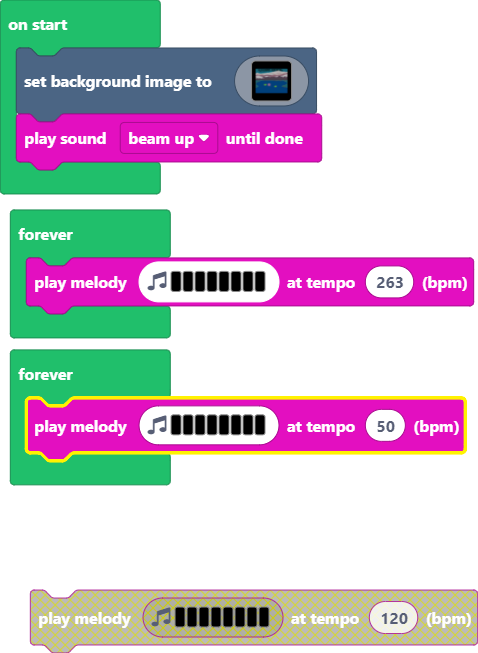 on start
set background image to
play sound beam up until done
forever
play melody at tempo 263 (bpm)
forever
play melody at tempo 50 (bpm)
play melody at tempo 120 (bpm)